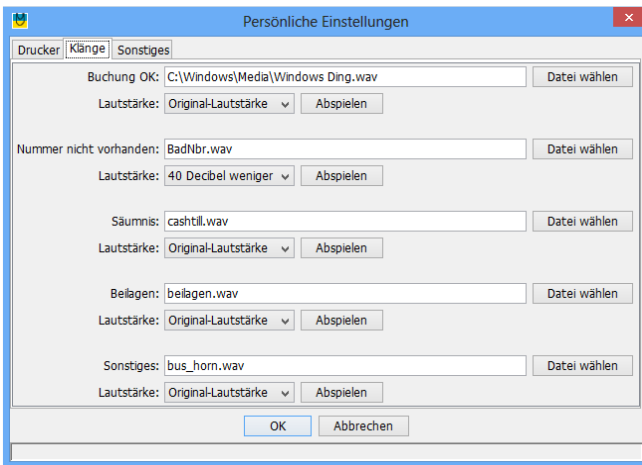 Persönliche Einstellungen
Drucker Klänge Sonstiges
Buchung OK: C:\Windows\Media\Windows Ding.wav Datei wählen
Lautstärke: Original-Lautstärke Abspielen
Nummer nicht vorhanden: BadNbr.wav Datei wählen
Lautstärke: 40 Decibel weniger Abspielen
Säumnis: cashtill.wav Datei wählen
Lautstärke: Original-Lautstärke Abspielen
Beilagen: beilagen.wav Datei wählen
Lautstärke: Original-Lautstärke Abspielen
Sonstiges: bus_horn.wav Datei wählen
Lautstärke: Original-Lautstärke Abspielen
OK Abbrechen